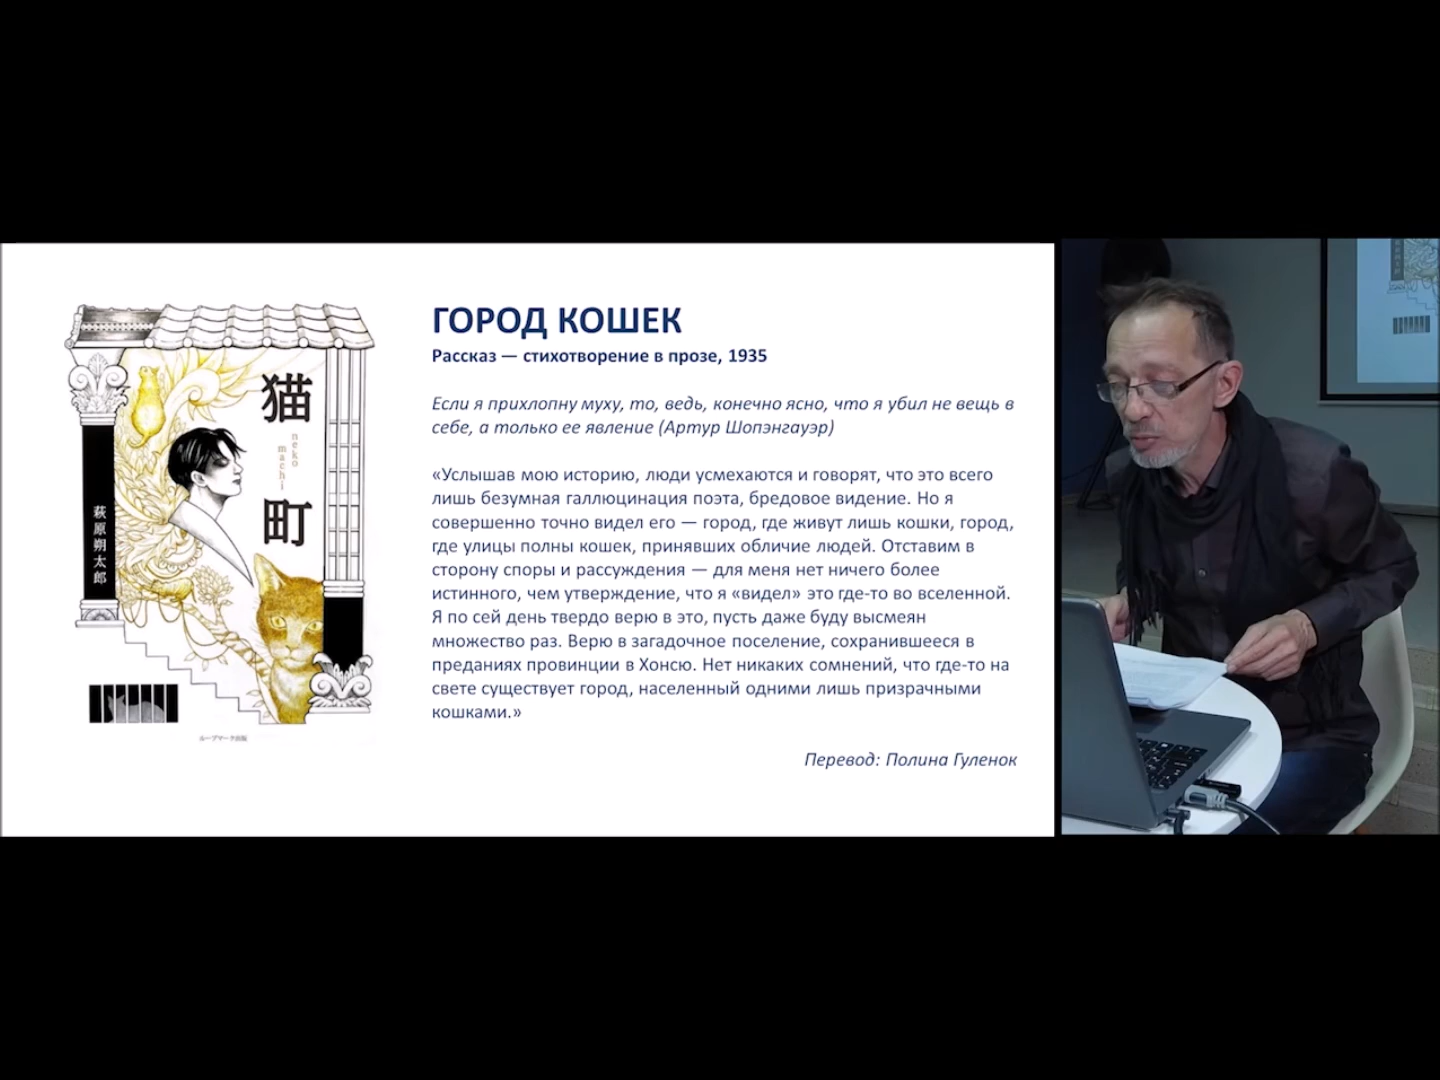 ГОРОД КОШЕК
Рассказ — стихотворение в прозе, 1935
Если я прихлопну муху, то, ведь, конечно ясно, что я убил не вещь в
себе, а только ее явление (Артур Шопэнгауэр)
«Услышав мою историю, люди усмехаются и говорят, что это всего
лишь безумная галлюцинация поэта, бредовое видение. Но я
совершенно точно видел его — город, где живут лишь кошки, город,
где улицы полны кошек, принявших обличие людей. Отставим в
сторону споры и рассуждения — для меня нет ничего более
истинного, чем утверждение, что я «видел» это где-то во вселенной.
Я по сей день твердо верю в это, пусть даже буду высмеян
множество раз. Верю в загадочное поселение, сохранившееся в
преданиях провинции в Хонсю. Нет никаких сомнений, что где-то на
свете существует город, населенный одними лишь призрачными
кошками.»
Перевод: Полина Гуленок
猫町
neko
machi
萩原朔太郎
ループマーク出版